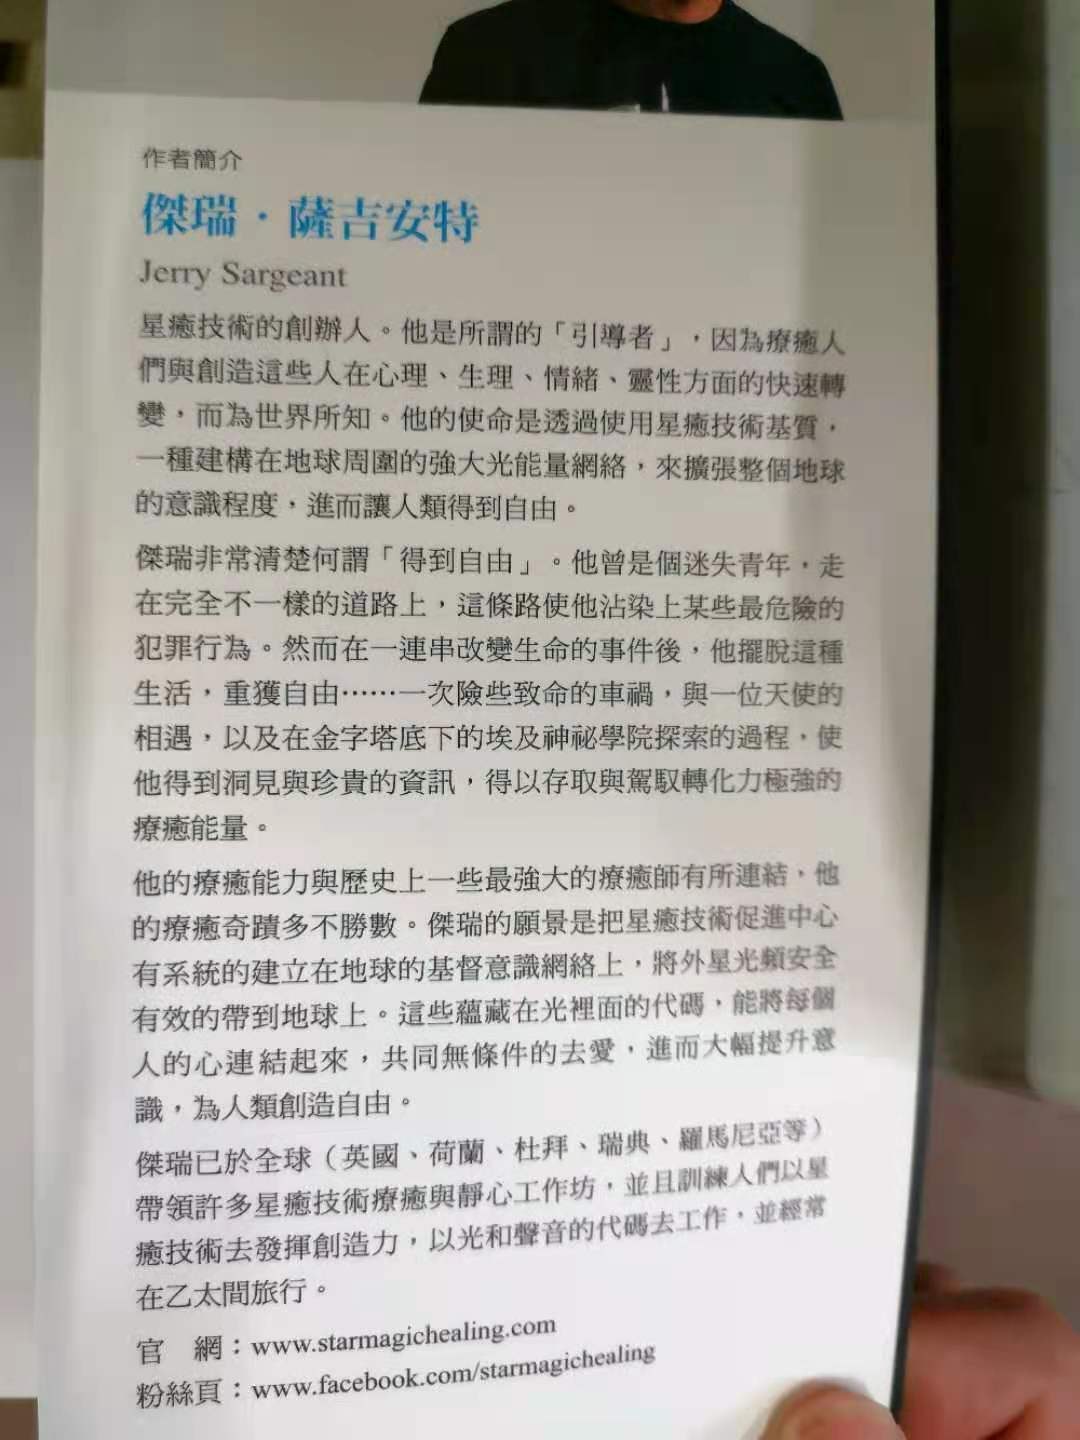 作者簡介
傑瑞·薩吉安特
Jerry Sargeant
星癒技術的創辦人。他是所謂的「引導者」,因為療癒人
們與創造這些人在心理、生理、情緒、靈性方面的快速轉
變,而為世界所知。他的使命是透過使用星癒技術基質,
一種建構在地球周圍的強大光能量網絡,來擴張整個地球
的意識程度,進而讓人類得到自由。
傑瑞非常清楚何謂「得到自由」。他曾是個迷失青年,走
在完全不一樣的道路上,這條路使他沾染上某些最危險的
犯罪行為。然而在一連串改變生命的事件後,他擺脫這種
生活,重獲自由……一次險些致命的車禍,與一位天使的
相遇,以及在金字塔底下的埃及神祕學院探索的過程,使
他得到洞見與珍貴的資訊,得以存取與駕馭轉化力極強的
療癒能量。
他的療癒能力與歷史上一些最強大的療癒師有所連結,他
的療癒奇蹟多不勝數。傑瑞的願景是把星癒技術促進中心
有系統的建立在地球的基督意識網絡上,將外星光頻安全
有效的帶到地球上。這些蘊藏在光裡面的代碼,能將每個
人的心連結起來,共同無條件的去愛,進而大幅提升意
識,為人類創造自由。
傑瑞已於全球(英國、荷蘭、杜拜、瑞典、羅馬尼亞等)
帶領許多星癒技術療癒與靜心工作坊,並且訓練人們以星
癒技術去發揮創造力,以光和聲音的代碼去工作,並經常
在乙太間旅行。
官 網:www.starmagichealing.com
粉絲頁:www.facebook.com/starmagichealing